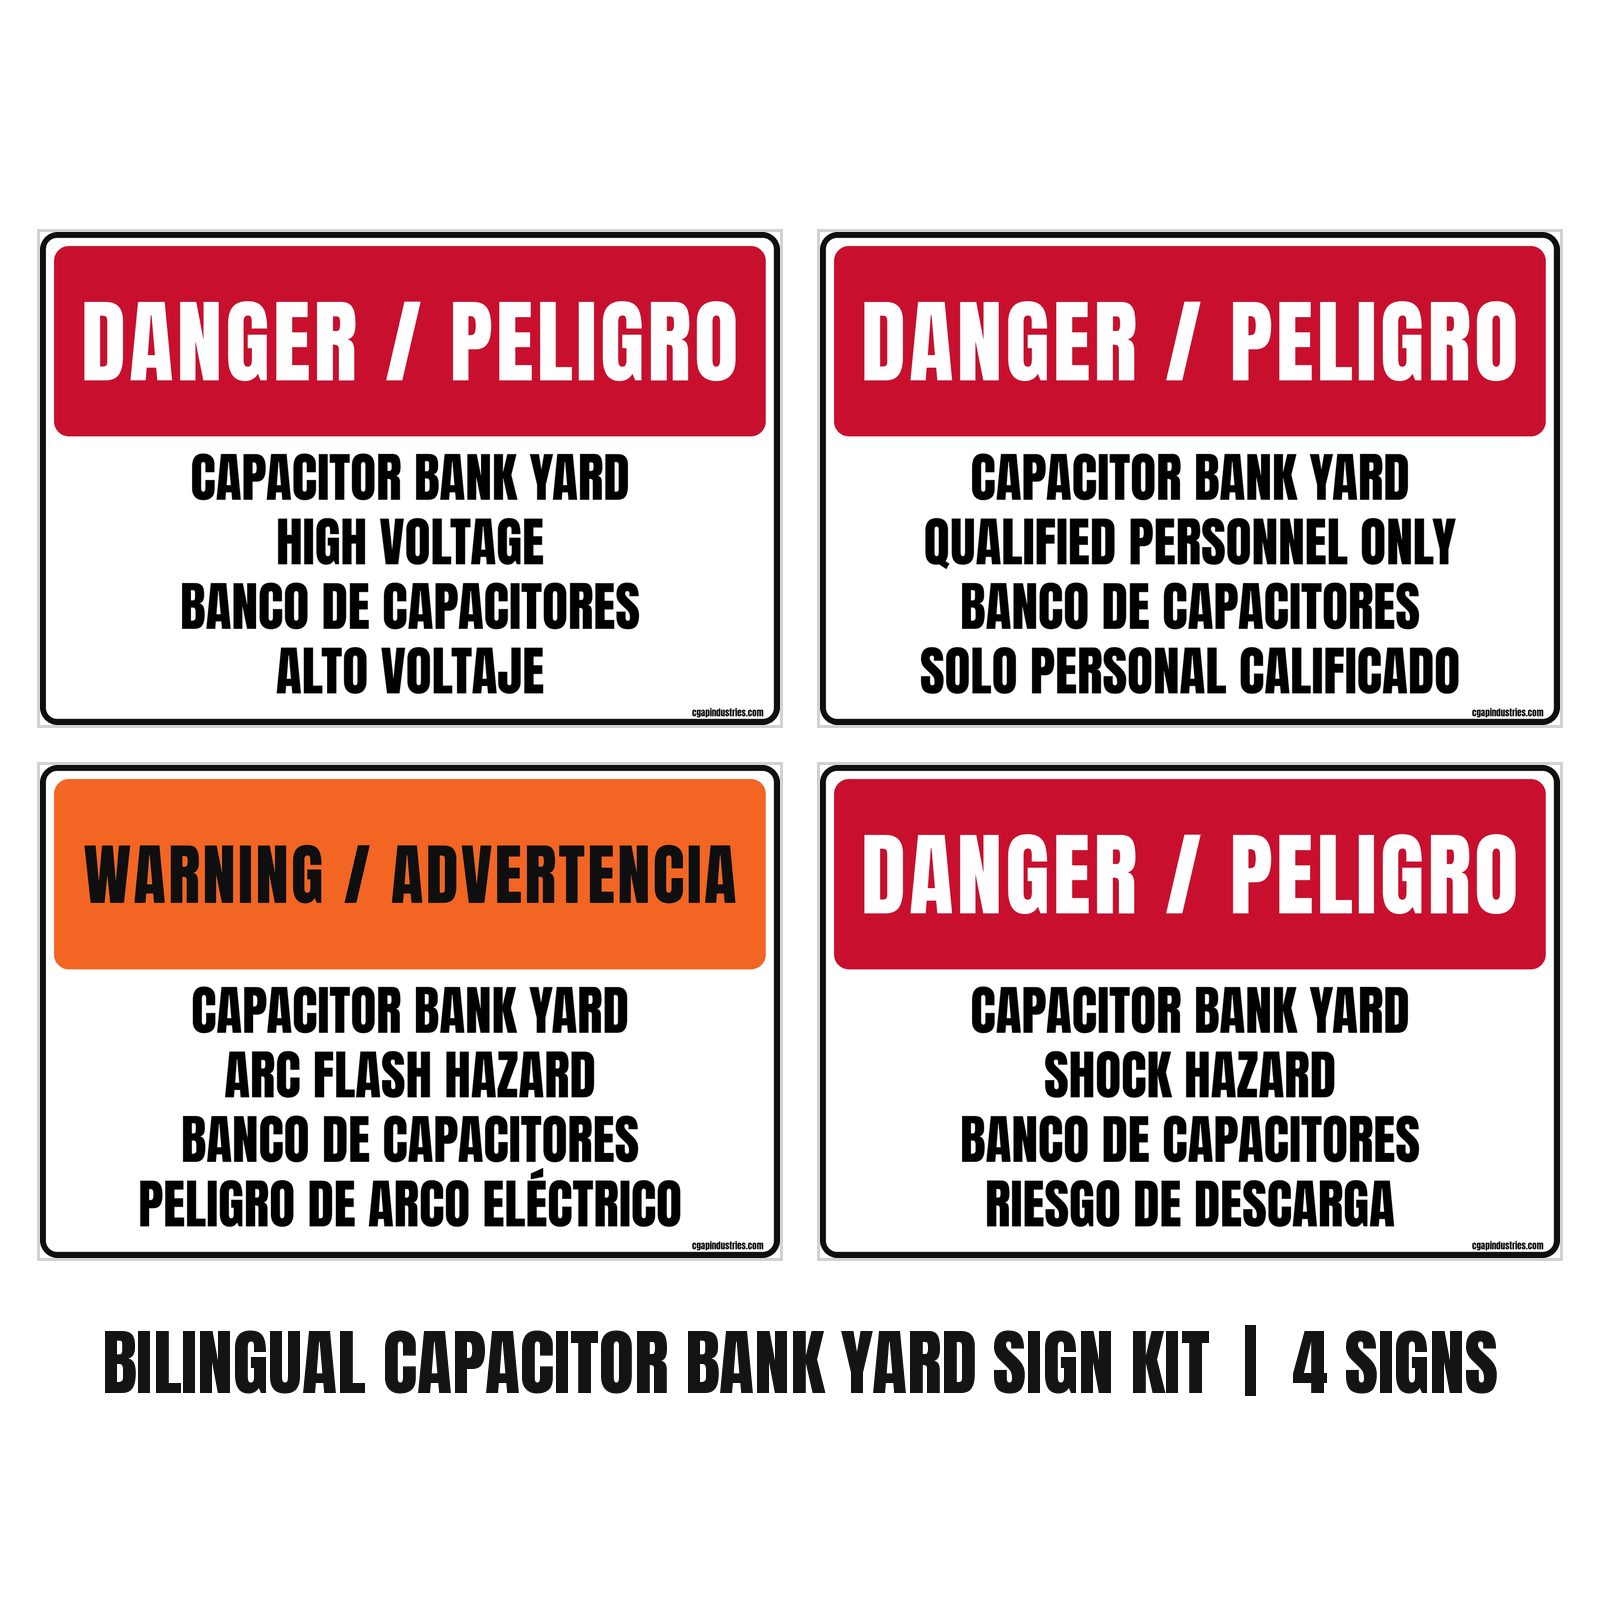 DANGER / PELIGRO
CAPACITOR BANK YARD
HIGH VOLTAGE
BANCO DE CAPACITORES
ALTO VOLTAJE
cgapindustries.com
DANGER / PELIGRO
CAPACITOR BANK YARD
QUALIFIED PERSONNEL ONLY
BANCO DE CAPACITORES
SOLO PERSONAL CALIFICADO
cgapindustries.com
WARNING / ADVERTENCIA
CAPACITOR BANK YARD
ARC FLASH HAZARD
BANCO DE CAPACITORES
PELIGRO DE ARCO ELÉCTRICO
cgapindustries.com
DANGER / PELIGRO
CAPACITOR BANK YARD
SHOCK HAZARD
BANCO DE CAPACITORES
RIESGO DE DESCARGA
cgapindustries.com
BILINGUAL CAPACITOR BANK YARD SIGN KIT | 4 SIGNS